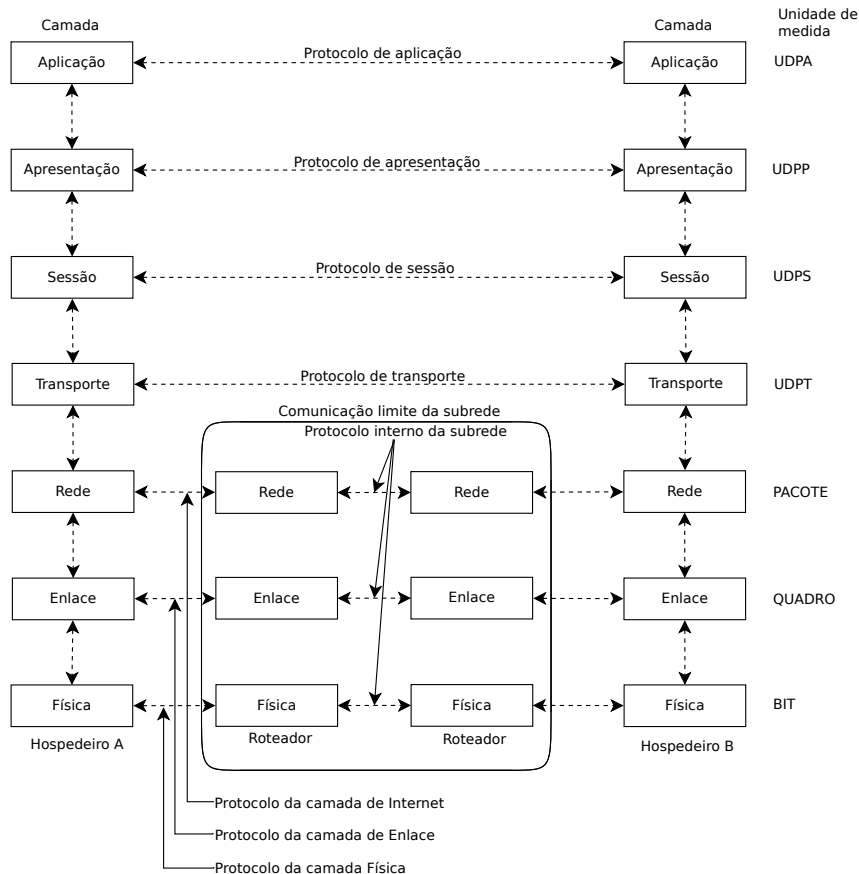 Camada
Camada
Unidade de
medida
Aplicação
Protocolo de aplicação
Aplicação
UDPA
Apresentação
Protocolo de apresentação
Apresentação
UDPP
Sessão
Protocolo de sessão
Sessão
UDPS
Transporte
Protocolo de transporte
Transporte
UDPT
Comunicação limite da subrede
Protocolo interno da subrede
Rede
Rede
Rede
Rede
PACOTE
Enlace
Enlace
Enlace
Enlace
QUADRO
Física
Física
Física
Física
BIT
Hospedeiro A
Roteador
Roteador
Hospedeiro B
Protocolo da camada de Internet
Protocolo da camada de Enlace
Protocolo da camada Física